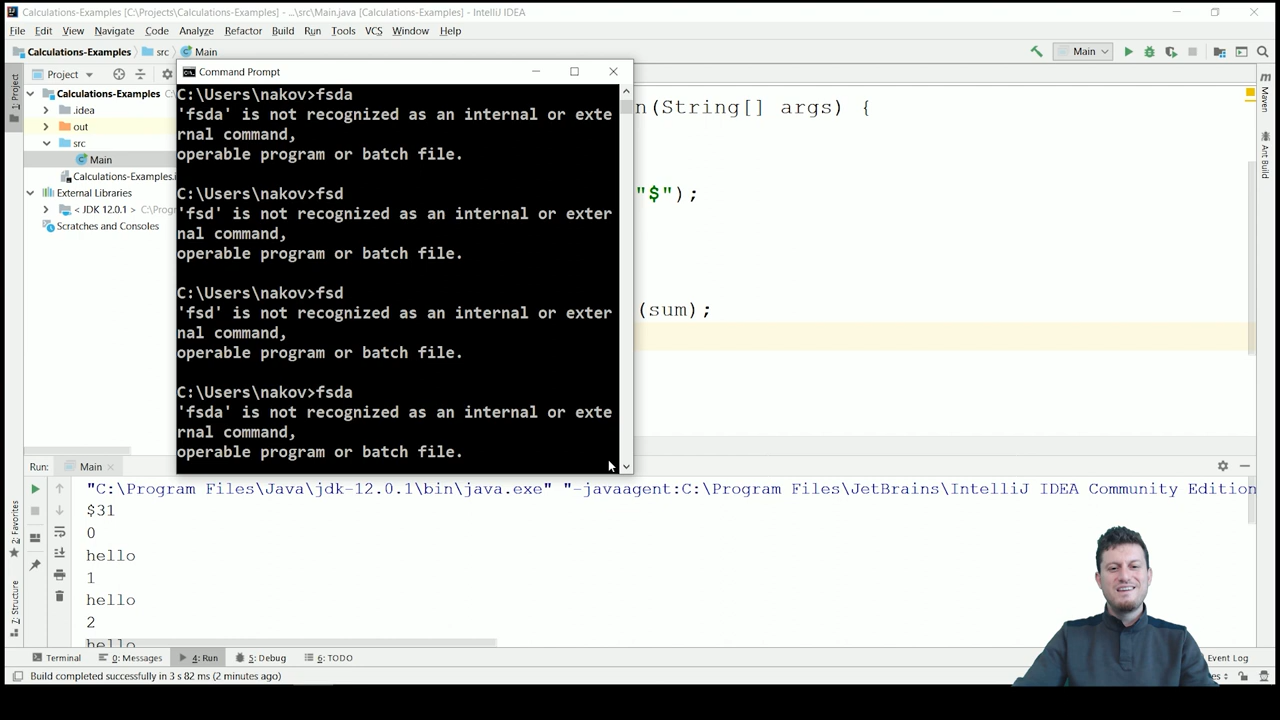 Calculations-Examples [C:\Projects\Calculations-Examples] - ...\src\Main.java [Calculations-Examples] - IntelliJ IDEA
File Edit View Navigate Code Analyze Refactor Build Run Tools VCS Window Help
Calculations-Examples src Main
Main
1: Project
Project
Calculations-Examples
.idea
out
src
Main
Calculations-Examples.i
External Libraries
< JDK 12.0.1 > C:\Prog
Scratches and Consoles
Command Prompt
C:\Users\nakov>fsda
'fsda' is not recognized as an internal or exte
rnal command,
operable program or batch file.
C:\Users\nakov>fsd
'fsd' is not recognized as an internal or exter
nal command,
operable program or batch file.
C:\Users\nakov>fsd
'fsd' is not recognized as an internal or exter
nal command,
operable program or batch file.
C:\Users\nakov>fsda
'fsda' is not recognized as an internal or exte
rnal command,
operable program or batch file.
n(String[] args) {
"$");
(sum);
Maven
Ant Build
Run: Main
"C:\Program Files\Java\jdk-12.0.1\bin\java.exe" "-javaagent:C:\Program Files\JetBrains\IntelliJ IDEA Community Edition
$31
0
hello
1
hello
2
hello
2: Favorites
7: Structure
Terminal 0: Messages 4: Run 5: Debug 6: TODO
Event Log
Build completed successfully in 3 s 82 ms (2 minutes ago)